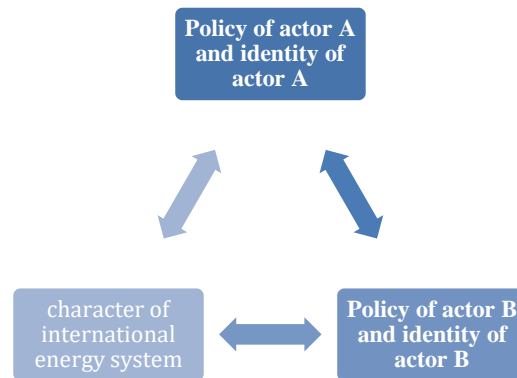 Policy of actor A
and identity of
actor A
character of
international
energy system
Policy of actor B
and identity of
actor B